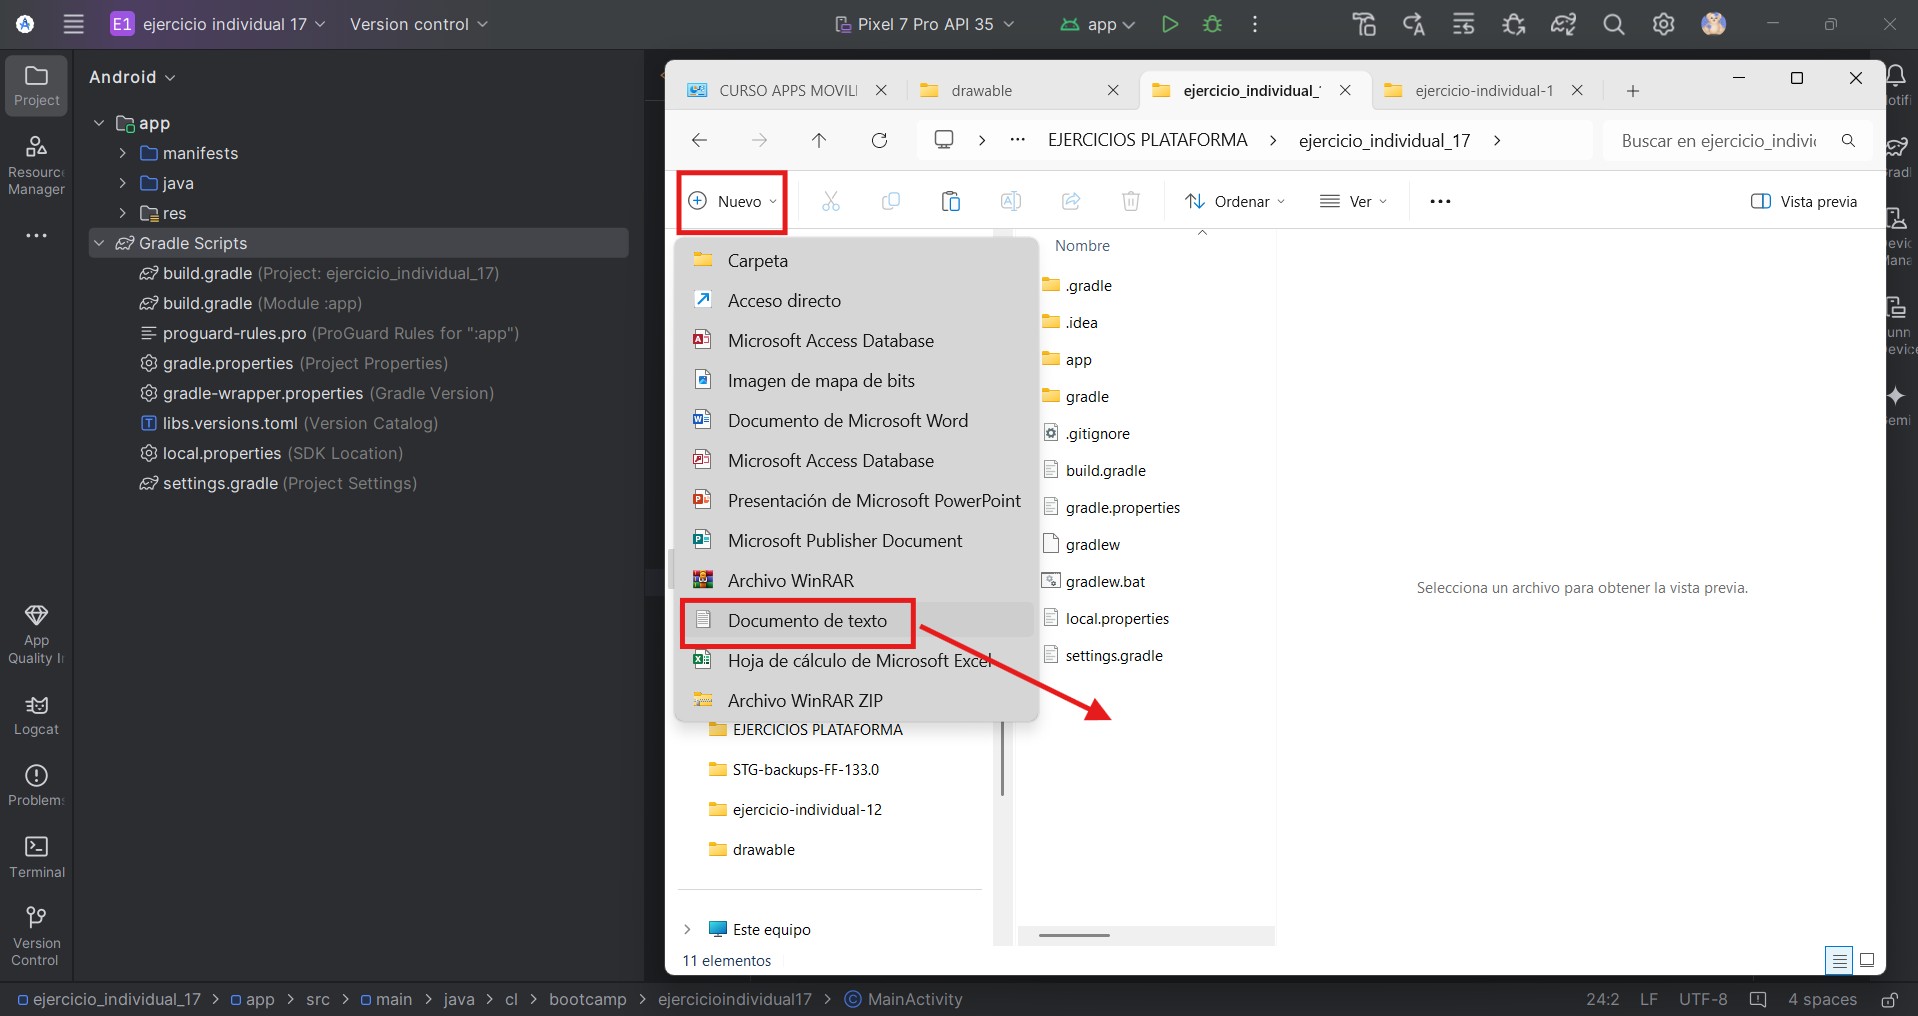 E1 ejercicio individual 17
Version control
Pixel 7 Pro API 35
app
Project
Resource
Manager
App
Quality I
Logcat
Problems
Terminal
Version
Control
Android
app
manifests
java
res
Gradle Scripts
build.gradle (Project: ejercicio_individual_17)
build.gradle (Module :app)
proguard-rules.pro (ProGuard Rules for ":app")
gradle.properties (Project Properties)
gradle-wrapper.properties (Gradle Version)
libs.versions.toml (Version Catalog)
local.properties (SDK Location)
settings.gradle (Project Settings)
CURSO APPS MOVILI
drawable
ejercicio_individual_
ejercicio-individual-1
EJERCICIOS PLATAFORMA > ejercicio_individual_17 >
Buscar en ejercicio_indivi
Nuevo
Ordenar
Ver
Vista previa
Carpeta
Acceso directo
Microsoft Access Database
Imagen de mapa de bits
Documento de Microsoft Word
Microsoft Access Database
Presentación de Microsoft PowerPoint
Microsoft Publisher Document
Archivo WinRAR
Documento de texto
Hoja de cálculo de Microsoft Excel
Archivo WinRAR ZIP
EJERCICIOS PLATAFORMA
STG-backups-FF-133.0
ejercicio-individual-12
drawable
Este equipo
11 elementos
Nombre
.gradle
.idea
app
gradle
.gitignore
build.gradle
gradle.properties
gradlew
gradlew.bat
local.properties
settings.gradle
Selecciona un archivo para obtener la vista previa.
ejercicio_individual_17 > app > src > main > java > cl > bootcamp > ejercicioindividual17 > MainActivity
24:2 LF UTF-8 4 spaces